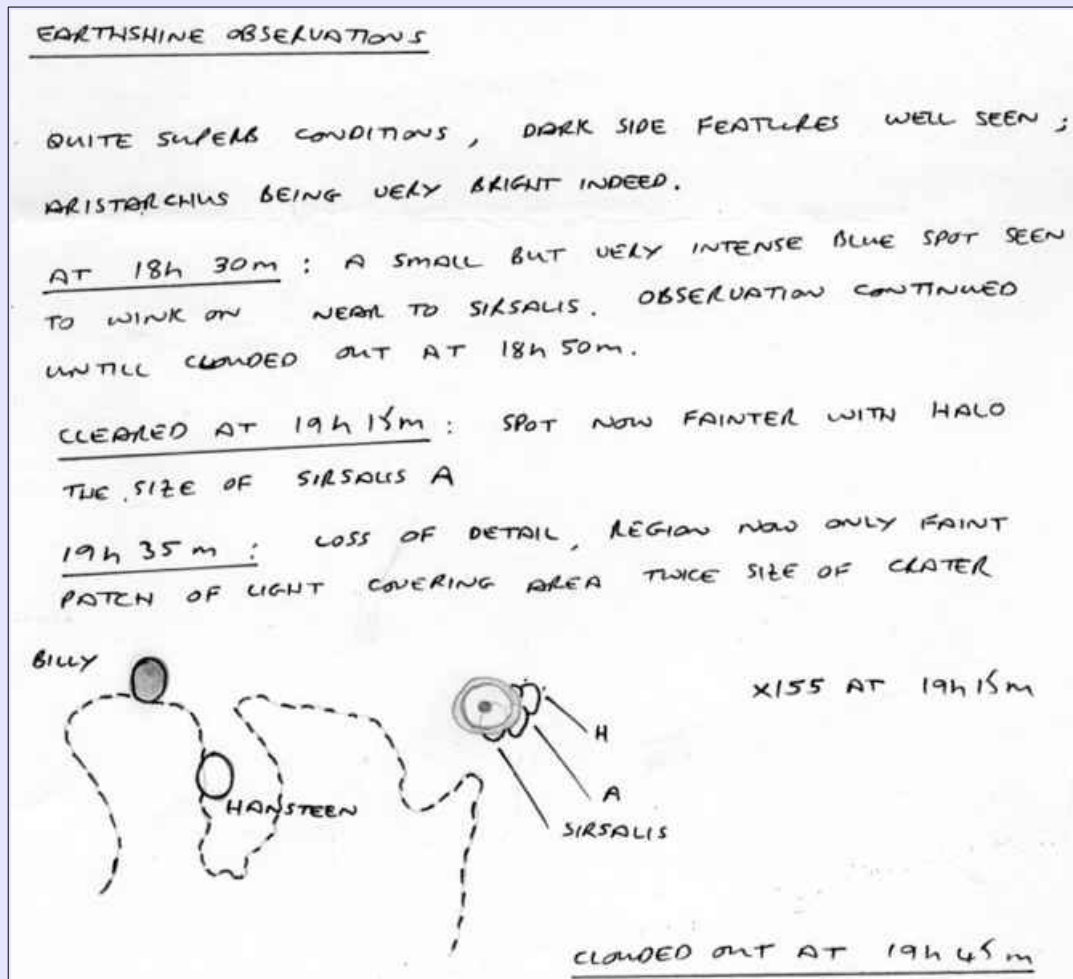 EARTHSHINE OBSERVATIONS
QUITE SUPERB CONDITIONS, DARK SIDE FEATURES WELL SEEN;
ARISTARCHUS BEING VERY BRIGHT INDEED.
AT 18h 30m : A SMALL BUT VERY INTENSE BLUE SPOT SEEN
TO WINK ON NEAR TO SIRSALIS. OBSERVATION CONTINUED
UNTILL CLOUDED OUT AT 18h 50m.
CLEARED AT 19h 15m : SPOT NOW FAINTER WITH HALO
THE SIZE OF SIRSALIS A
19h 35m : LOSS OF DETAIL, REGION NOW ONLY FAINT
PATCH OF LIGHT COVERING AREA TWICE SIZE OF CRATER
BILLY
X155 AT 19h 15m
H
A
HANSTEEN
SIRSALIS
CLOUDED OUT AT 19h 45m